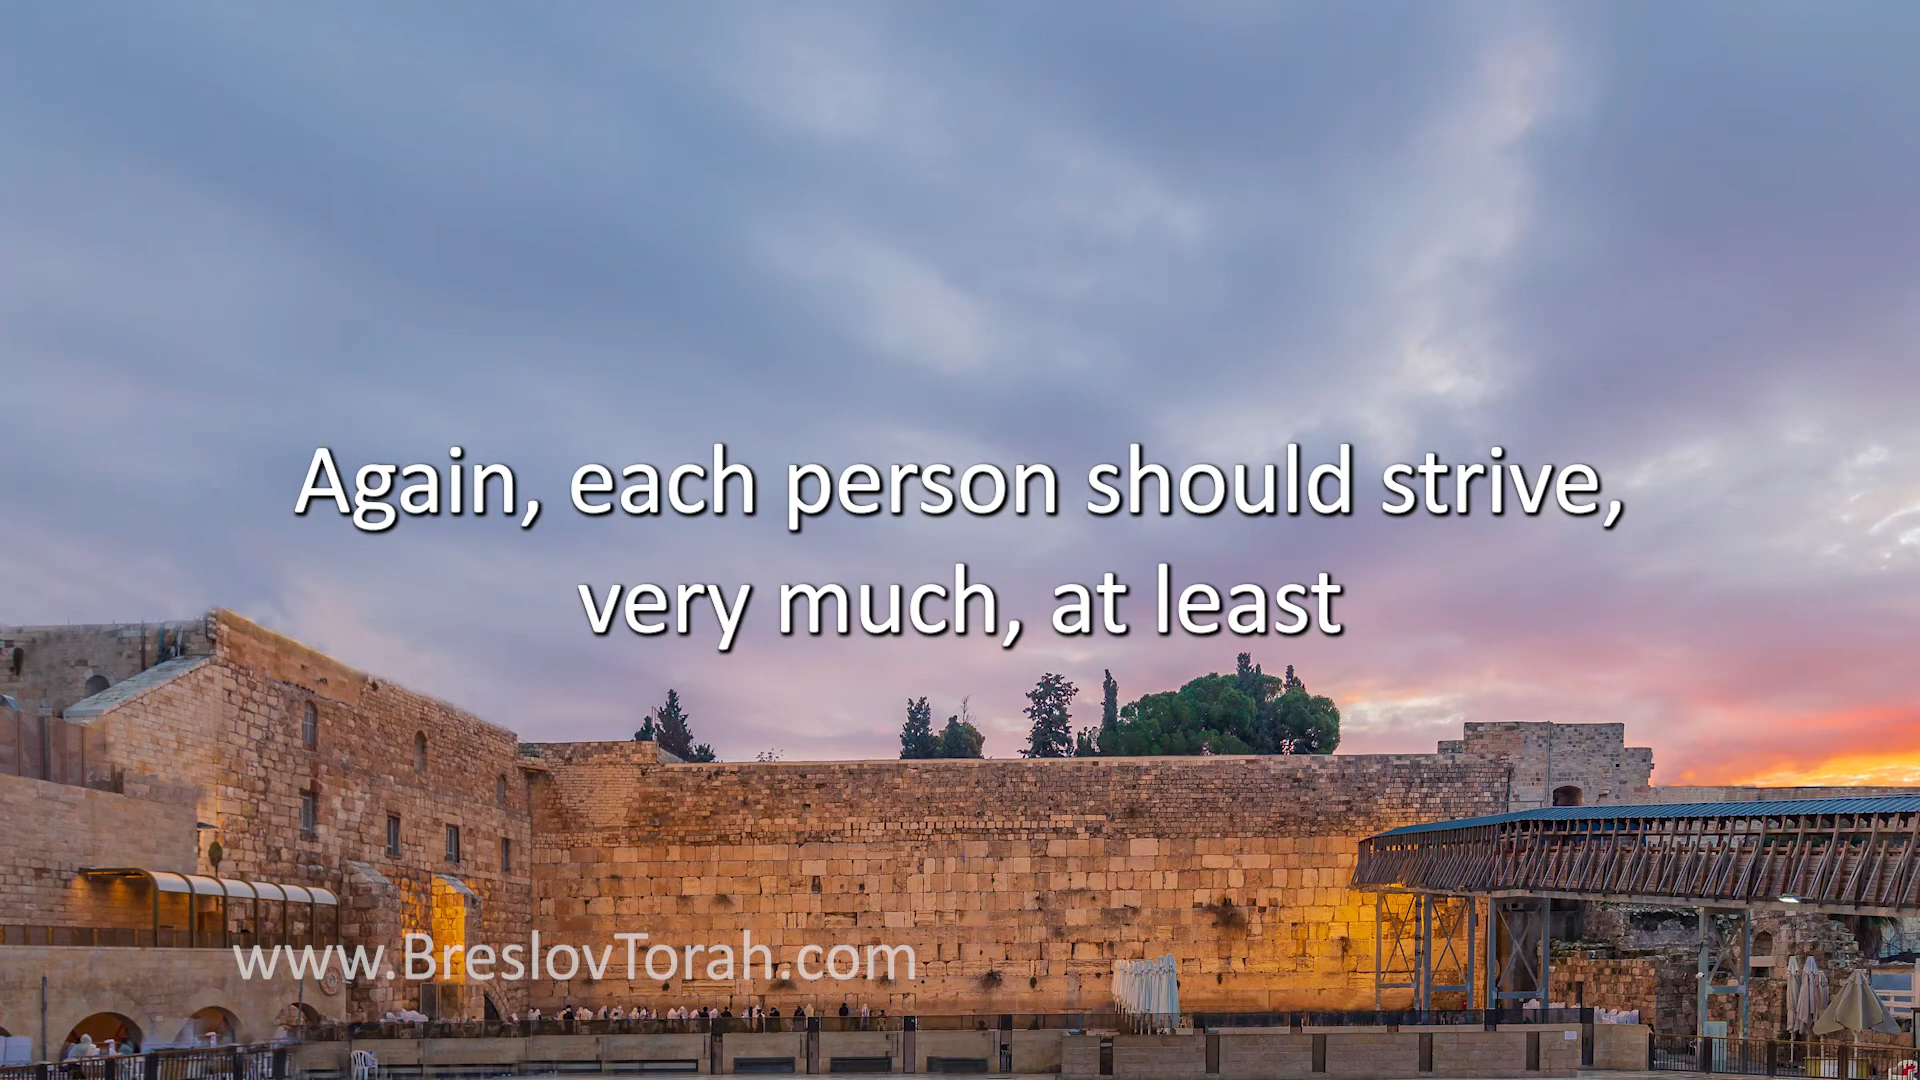 Again, each person should strive,
very much, at least
www.BreslovTorah.com